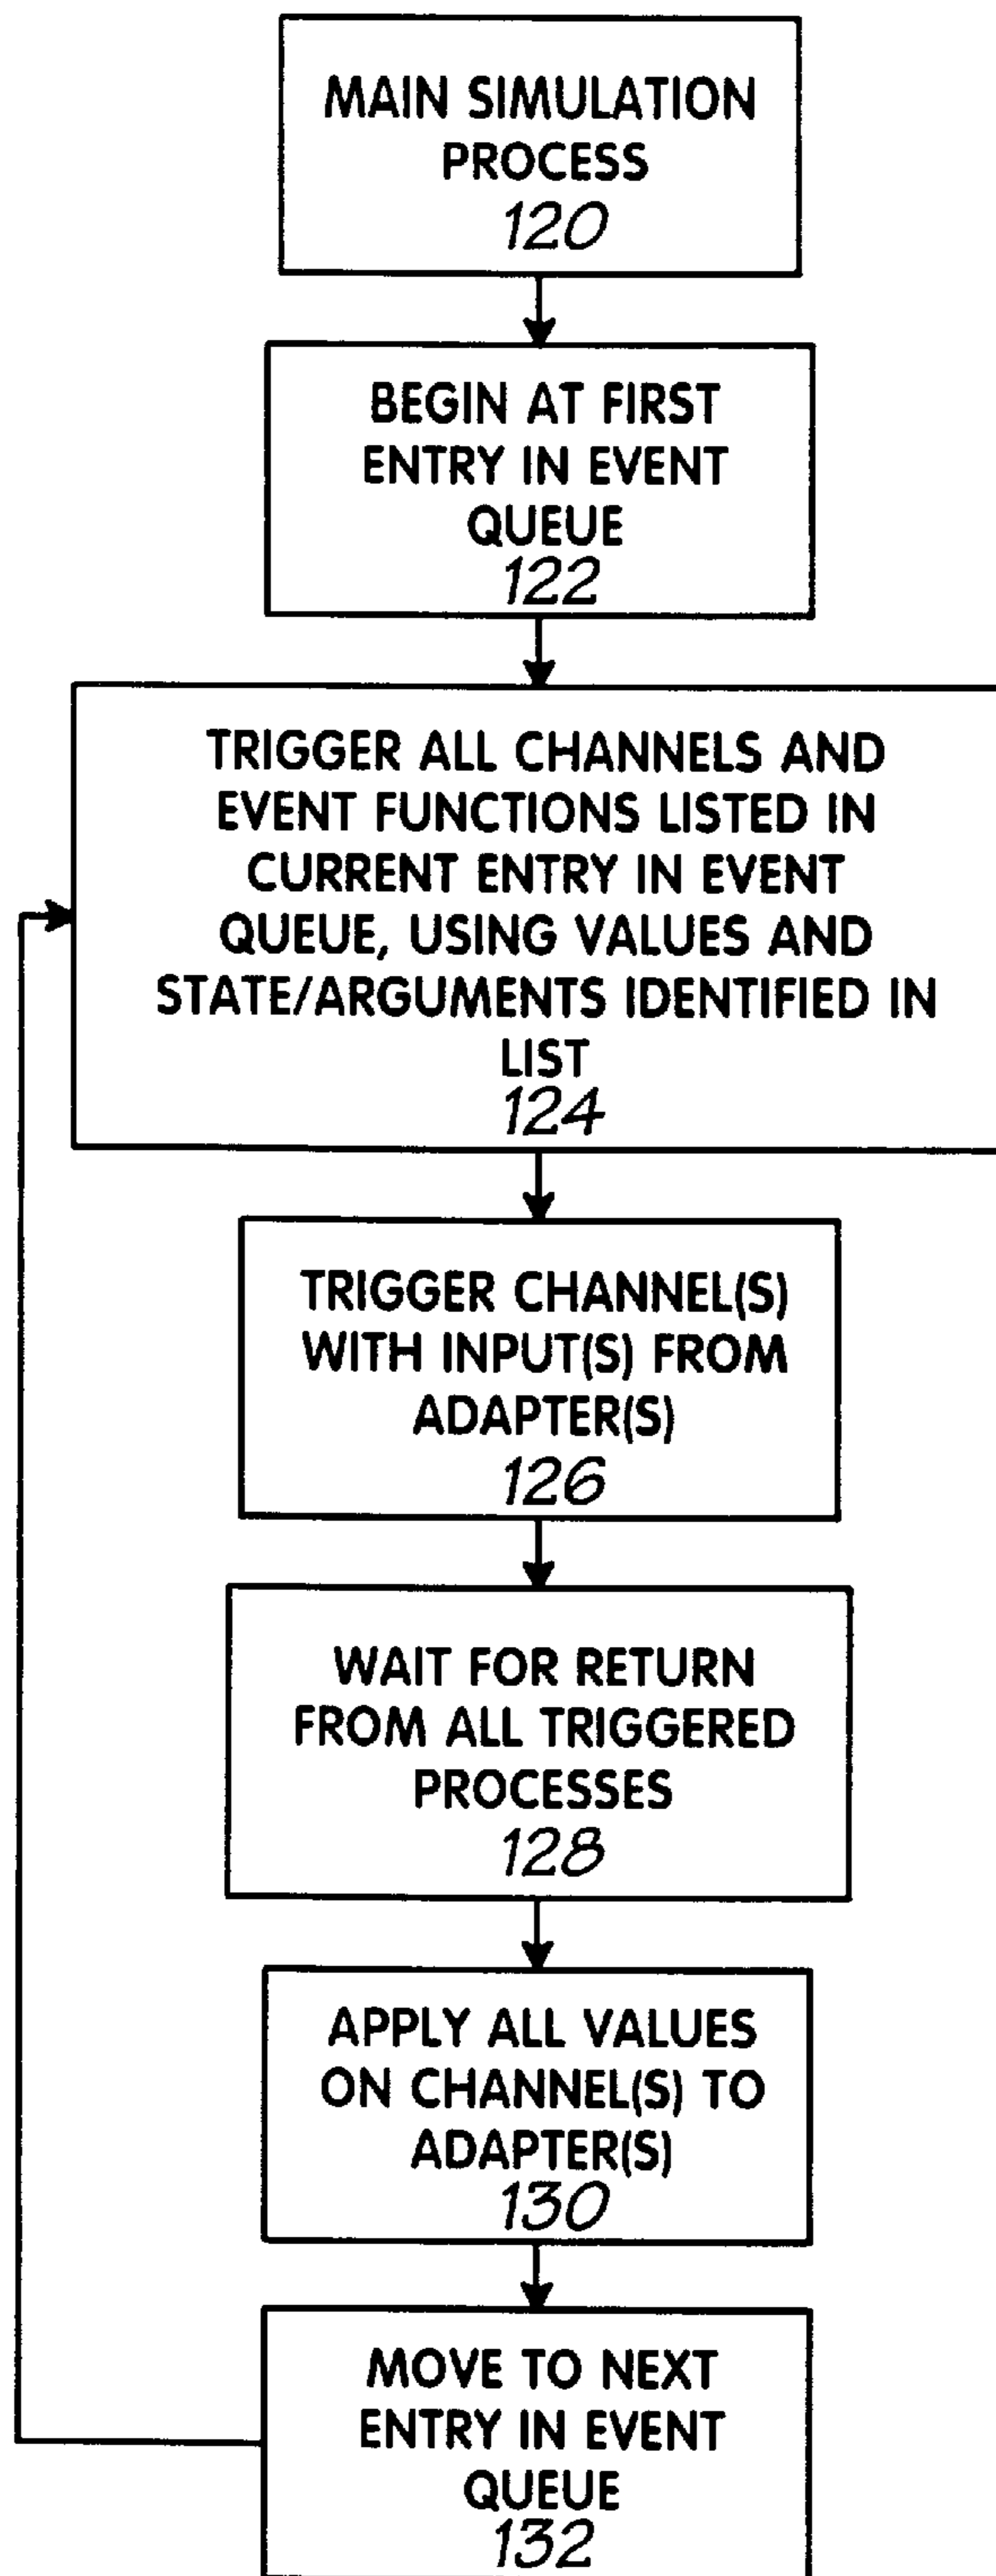 MAIN SIMULATION
PROCESS
120
BEGIN AT FIRST
ENTRY IN EVENT
QUEUE
122
TRIGGER ALL CHANNELS AND
EVENT FUNCTIONS LISTED IN
CURRENT ENTRY IN EVENT
QUEUE, USING VALUES AND
STATE/ARGUMENTS IDENTIFIED IN
LIST
124
TRIGGER CHANNEL(S)
WITH INPUT(S) FROM
ADAPTER(S)
126
WAIT FOR RETURN
FROM ALL TRIGGERED
PROCESSES
128
APPLY ALL VALUES
ON CHANNEL(S) TO
ADAPTER(S)
130
MOVE TO NEXT
ENTRY IN EVENT
QUEUE
132